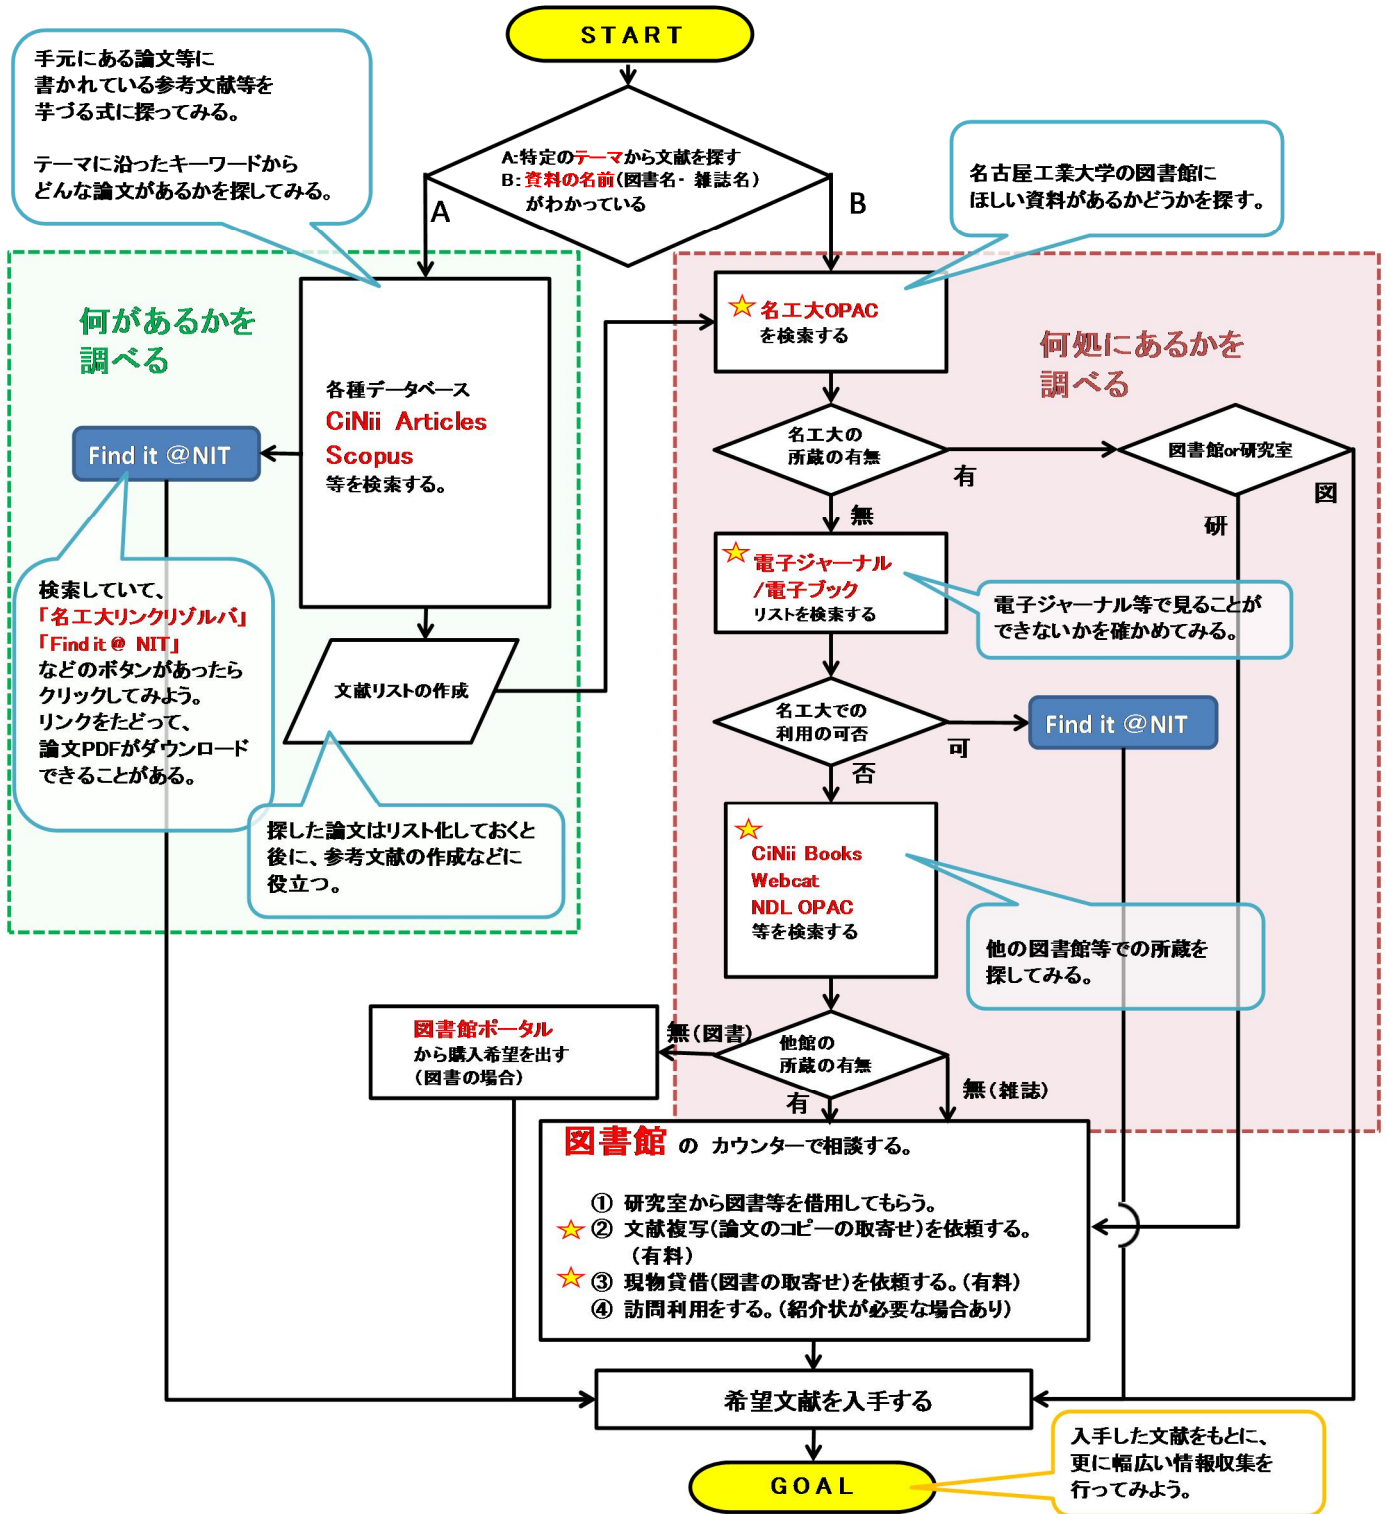 START
手元にある論文等に
書かれている参考文献等を
芋づる式に探ってみる。
テーマに沿ったキーワードから
どんな論文があるかを探してみる。
A:特定のテーマから文献を探す
B:資料の名前(図書名・雑誌名)
がわかっている
A
B
名古屋工業大学の図書館に
ほしい資料があるかどうかを探す。
何があるかを
調べる
各種データベース
CiNii Articles
Scopus
等を検索する。
Find it @NIT
検索していて、
「名工大リンクリゾルバ」
「Find it @ NIT」
などのボタンがあったら
クリックしてみよう。
リンクをたどって、
論文PDFがダウンロード
できることがある。
文献リストの作成
探した論文はリスト化しておくと
後に、参考文献の作成などに
役立つ。
名工大OPAC
を検索する
何処にあるかを
調べる
名工大の
所蔵の有無
有
無
図書館or研究室
図
研
電子ジャーナル
/電子ブック
リストを検索する
電子ジャーナル等で見ることが
できないかを確かめてみる。
名工大での
利用の可否
可
否
Find it @NIT
CiNii Books
Webcat
NDL OPAC
等を検索する
他の図書館等での所蔵を
探してみる。
他館の
所蔵の有無
無(図書)
無(雑誌)
有
図書館ポータル
から購入希望を出す
(図書の場合)
図書館 の カウンターで相談する。
① 研究室から図書等を借用してもらう。
② 文献複写(論文のコピーの取寄せ)を依頼する。
(有料)
③ 現物貸借(図書の取寄せ)を依頼する。(有料)
④ 訪問利用をする。(紹介状が必要な場合あり)
希望文献を入手する
GOAL
入手した文献をもとに、
更に幅広い情報収集を
行ってみよう。